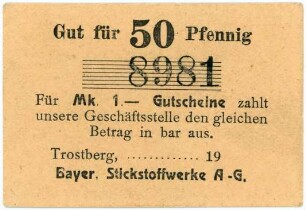 Gut für 50 Pfennig
8981
Für Mk. 1.— Gutscheine zahlt
unsere Geschäftsstelle den gleichen
Betrag in bar aus.
Trostberg, ............. 19
Bayer. Stickstoffwerke A-G.